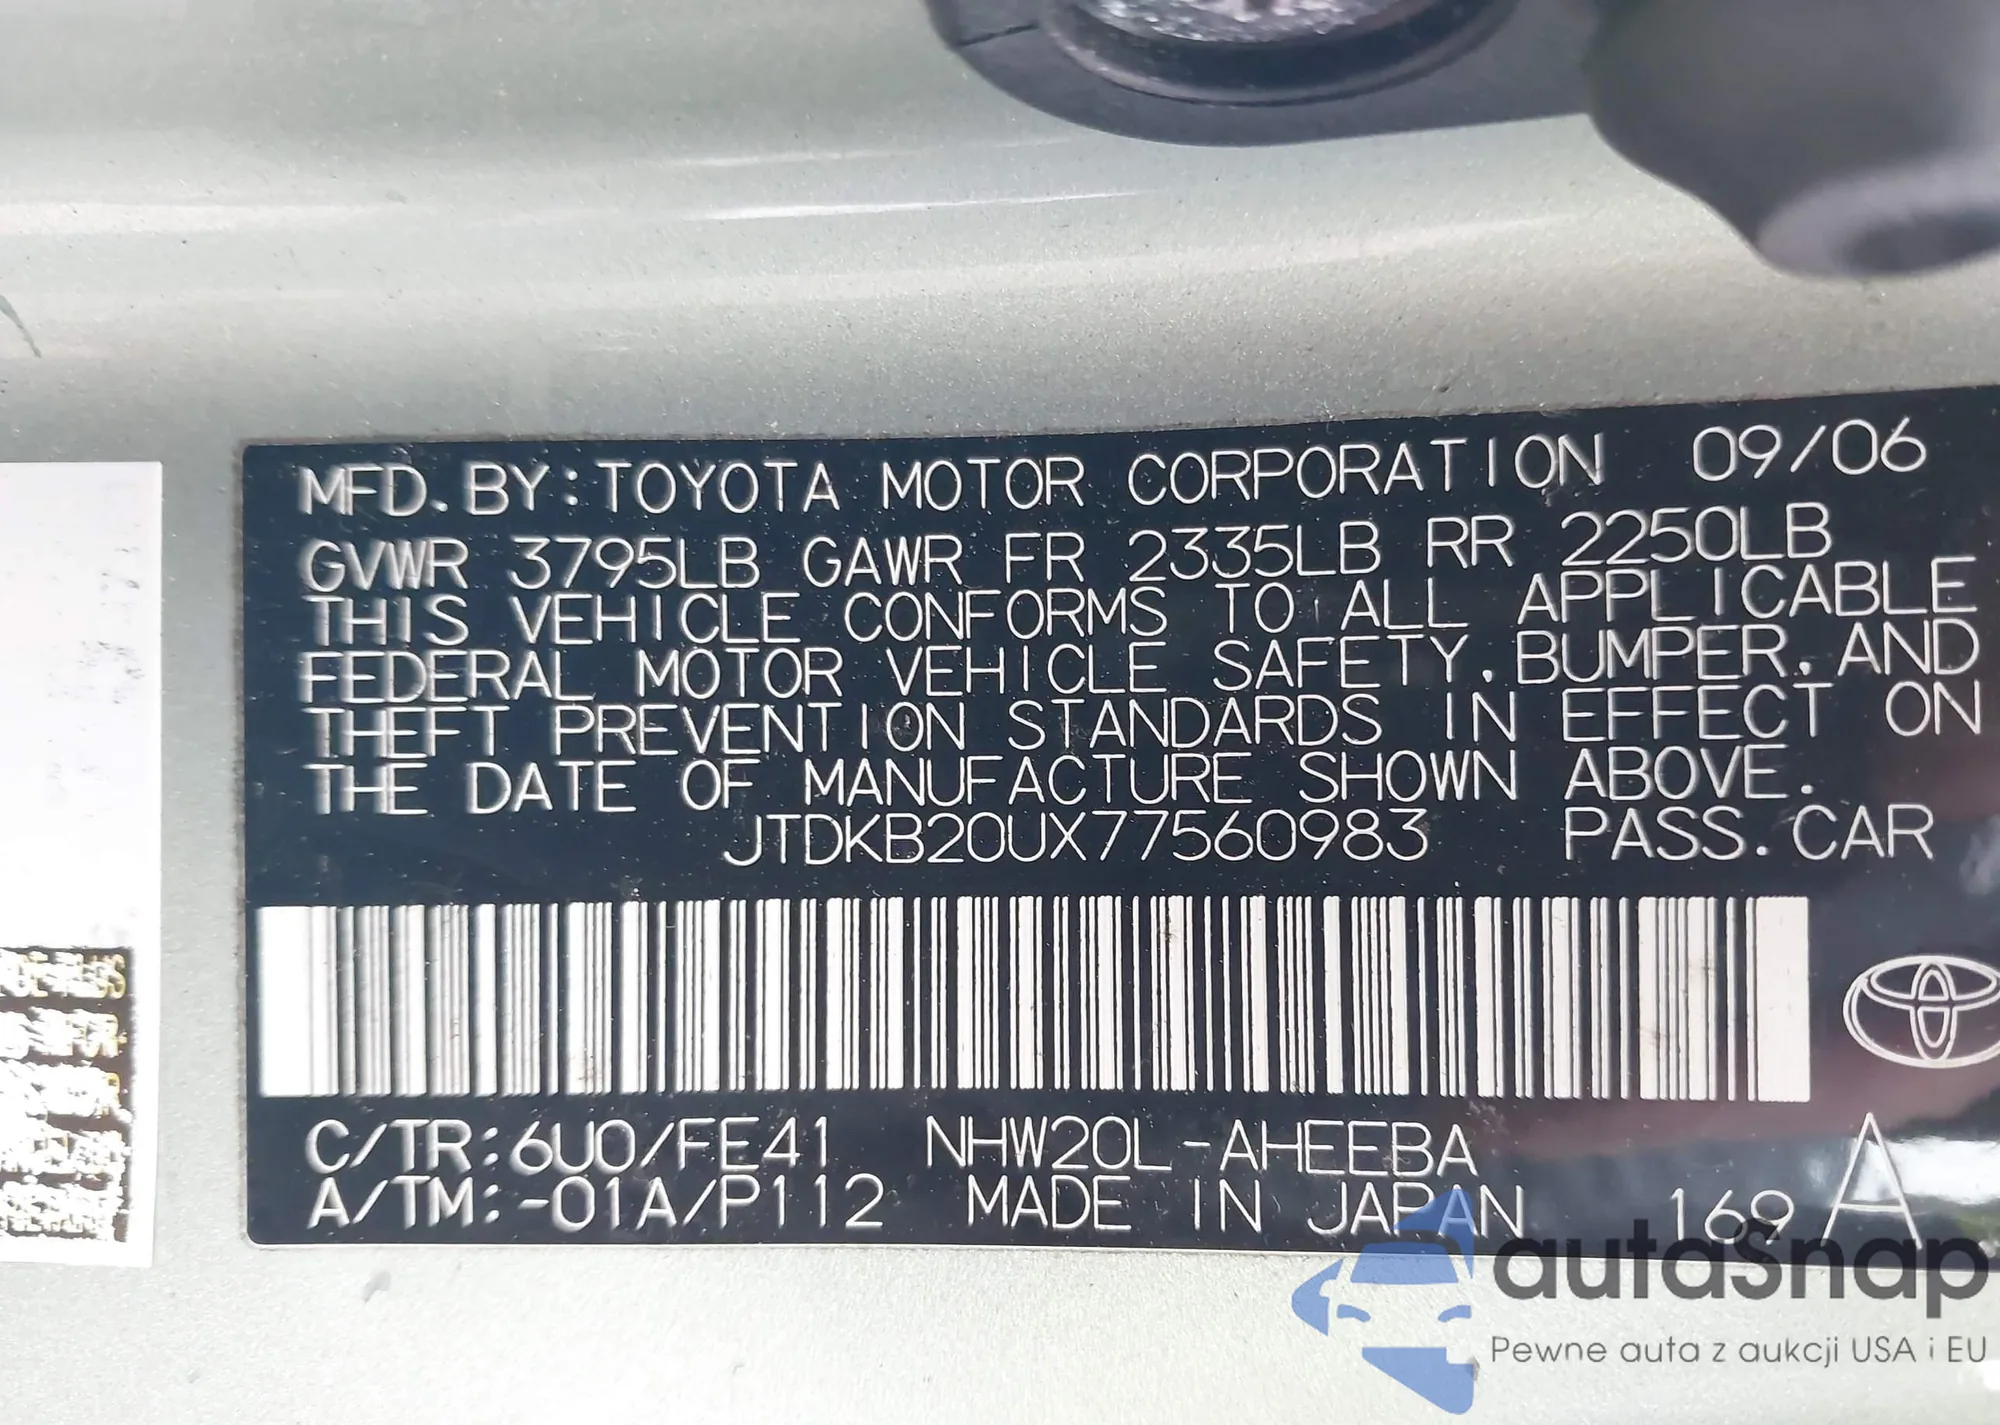 MFD.BY:TOYOTA MOTOR CORPORATION 09/06
GVWR 3795LB GAWR FR 2335LB RR 2250LB
THIS VEHICLE CONFORMS TO ALL APPLICABLE
FEDERAL MOTOR VEHICLE SAFETY,BUMPER,AND
THEFT PREVENTION STANDARDS IN EFFECT ON
THE DATE OF MANUFACTURE SHOWN ABOVE.
JTDKB20UX77560983 PASS.CAR
C/TR:6U0/FE41 NHW20L-AHEEBA
A/TM:-01A/P112 MADE IN JAPAN 169 A
autaSnap
Pewne auta z aukcji USA i EU